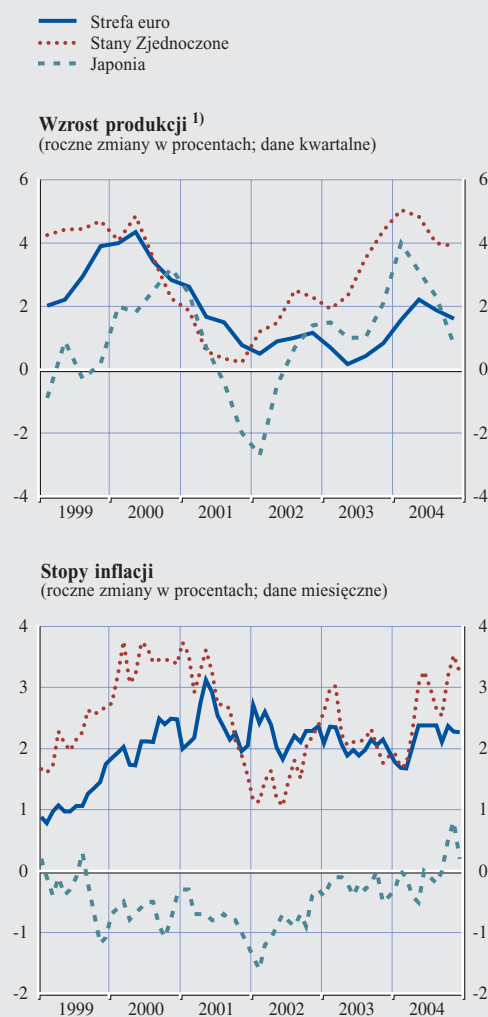 Strefa euro
Stany Zjednoczone
Japonia
Wzrost produkcji 1)
(roczne zmiany w procentach; dane kwartalne)
6 6
4 4
2 2
0 0
-2 -2
-4 -4
1999 2000 2001 2002 2003 2004
Stopy inflacji
(roczne zmiany w procentach; dane miesięczne)
4 4
3 3
2 2
1 1
0 0
-1 -1
-2 -2
1999 2000 2001 2002 2003 2004